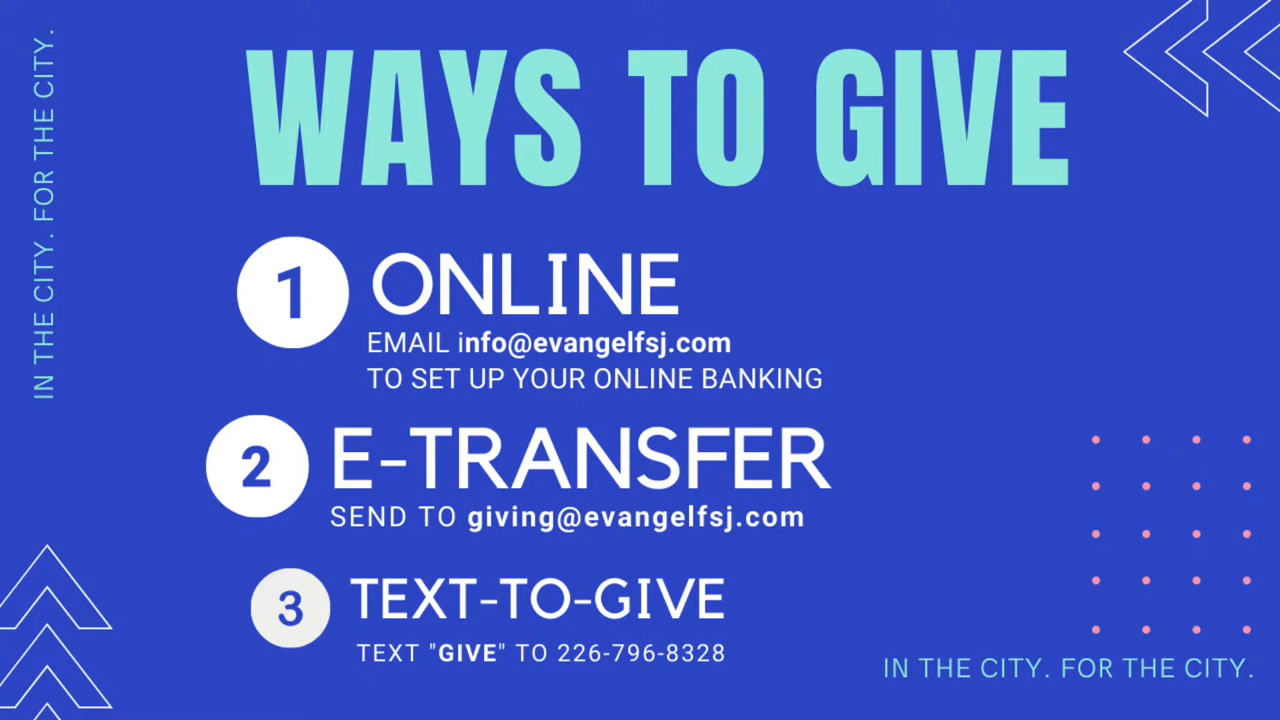 IN THE CITY. FOR THE CITY.
WAYS TO GIVE
1
ONLINE
EMAIL info@evangelfsj.com
TO SET UP YOUR ONLINE BANKING
2
E-TRANSFER
SEND TO giving@evangelfsj.com
3
TEXT-TO-GIVE
TEXT "GIVE" TO 226-796-8328
IN THE CITY. FOR THE CITY.